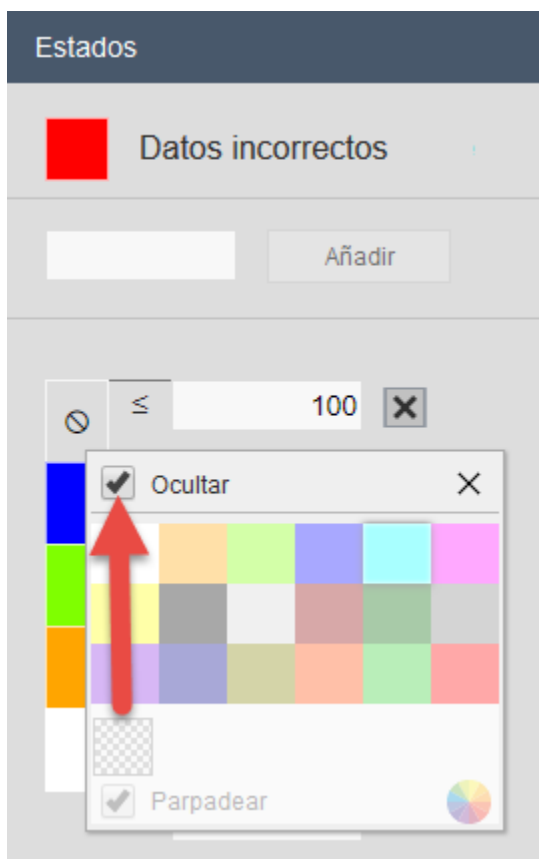 Estados
Datos incorrectos
Añadir
≤ 100
Ocultar
Parpadear